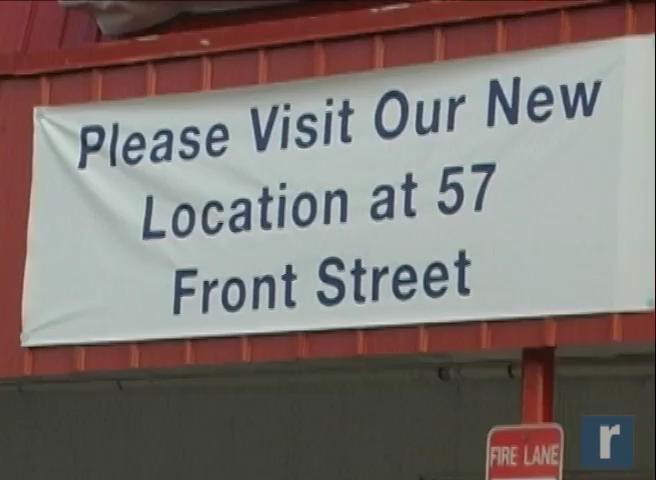 Please Visit Our New
Location at 57
Front Street
FIRE LANE
r